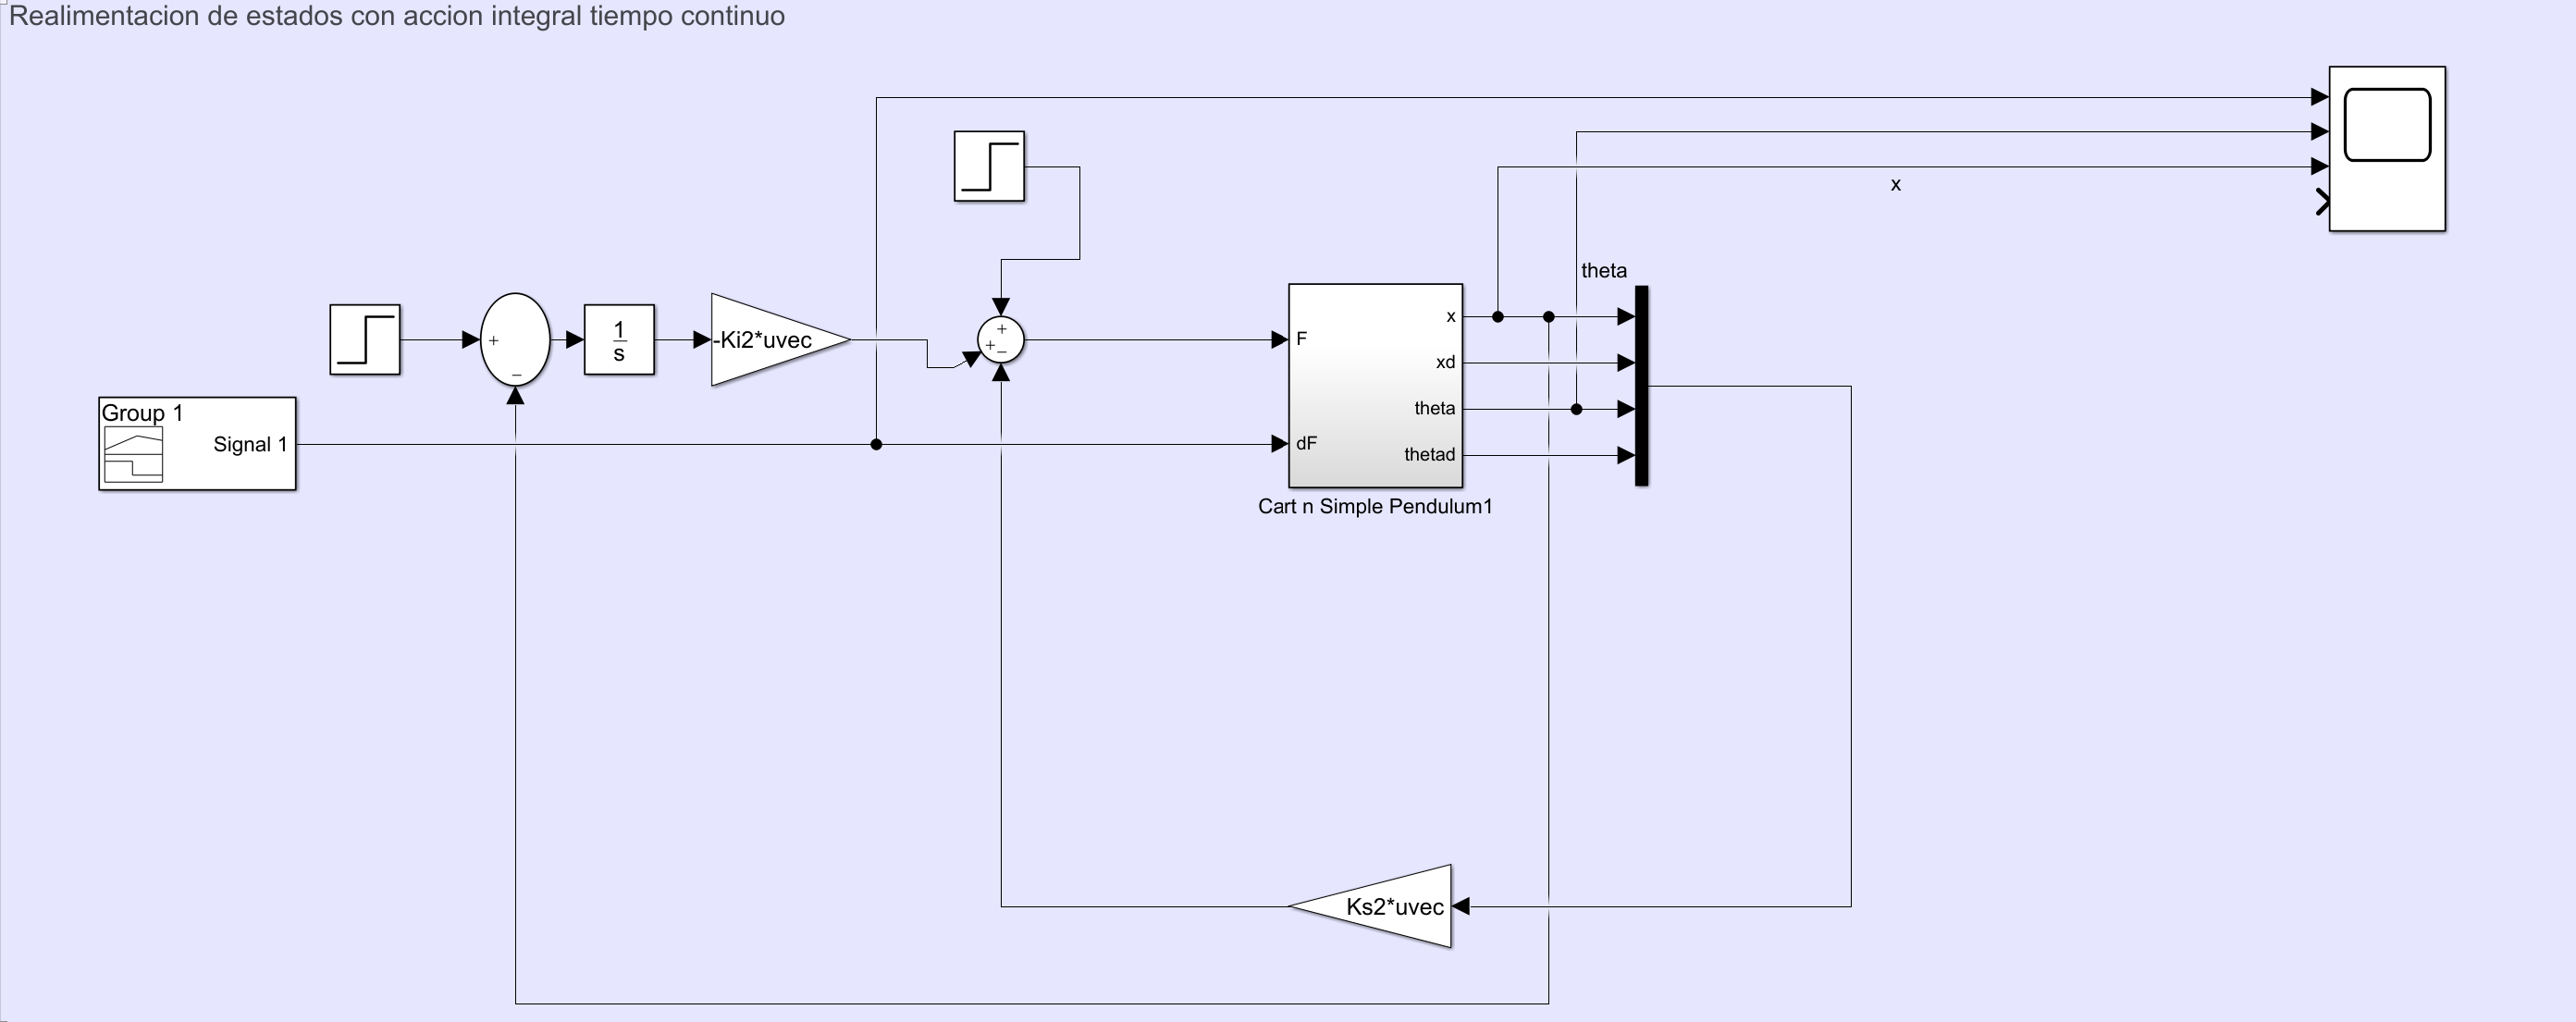 Realimentacion de estados con accion integral tiempo continuo
x
theta
+
−
1
s
-Ki2*uvec
+
+
−
F
dF
x
xd
theta
thetad
Group 1
Signal 1
Cart n Simple Pendulum1
Ks2*uvec